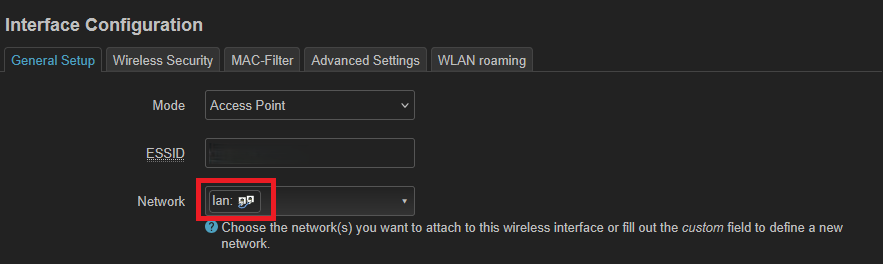 Interface Configuration
General Setup Wireless Security MAC-Filter Advanced Settings WLAN roaming
Mode Access Point
ESSID
Network lan:
Choose the network(s) you want to attach to this wireless interface or fill out the custom field to define a new
network.